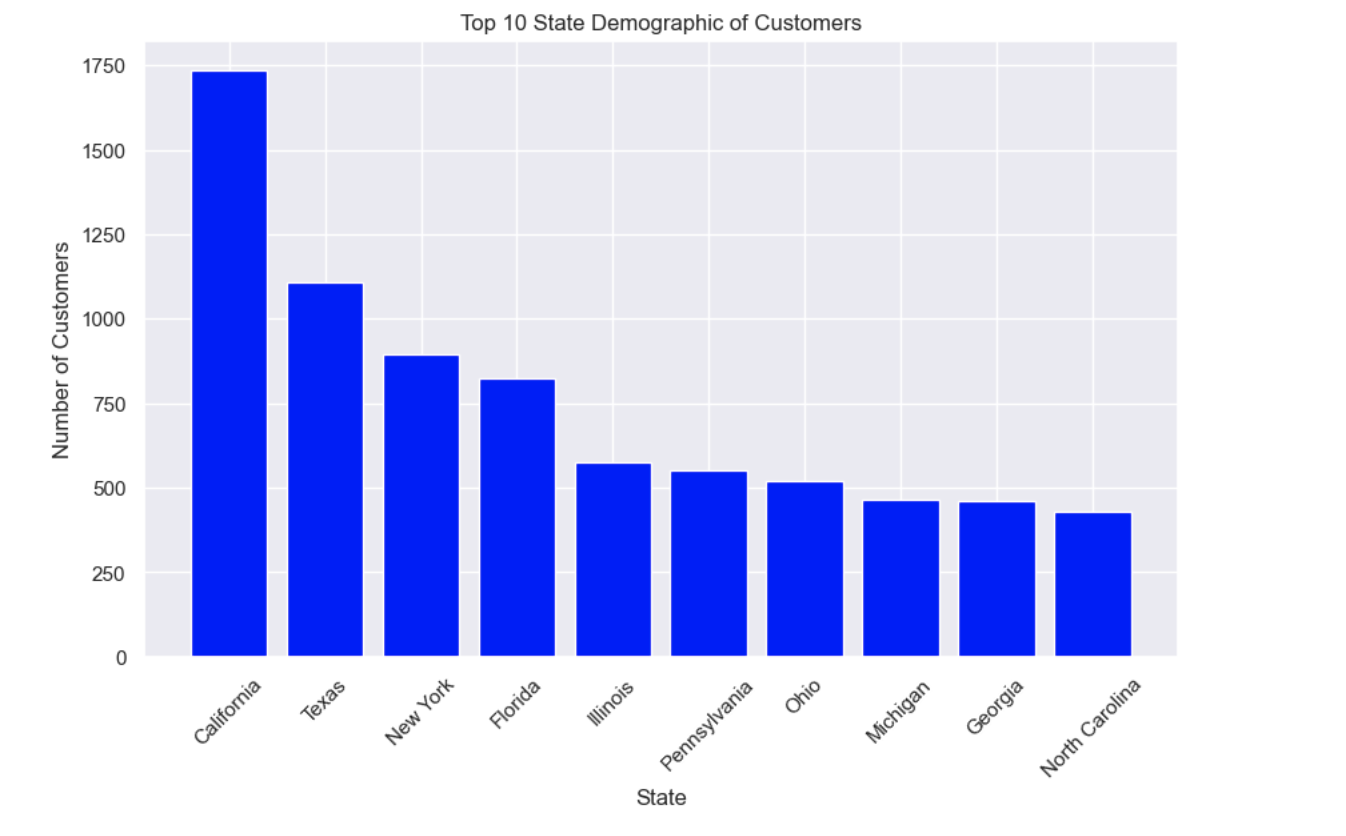 Top 10 State Demographic of Customers
1750
1500
1250
1000
750
500
250
0
Number of Customers
California
Texas
New York
Florida
Illinois
Pennsylvania
Ohio
Michigan
Georgia
North Carolina
State